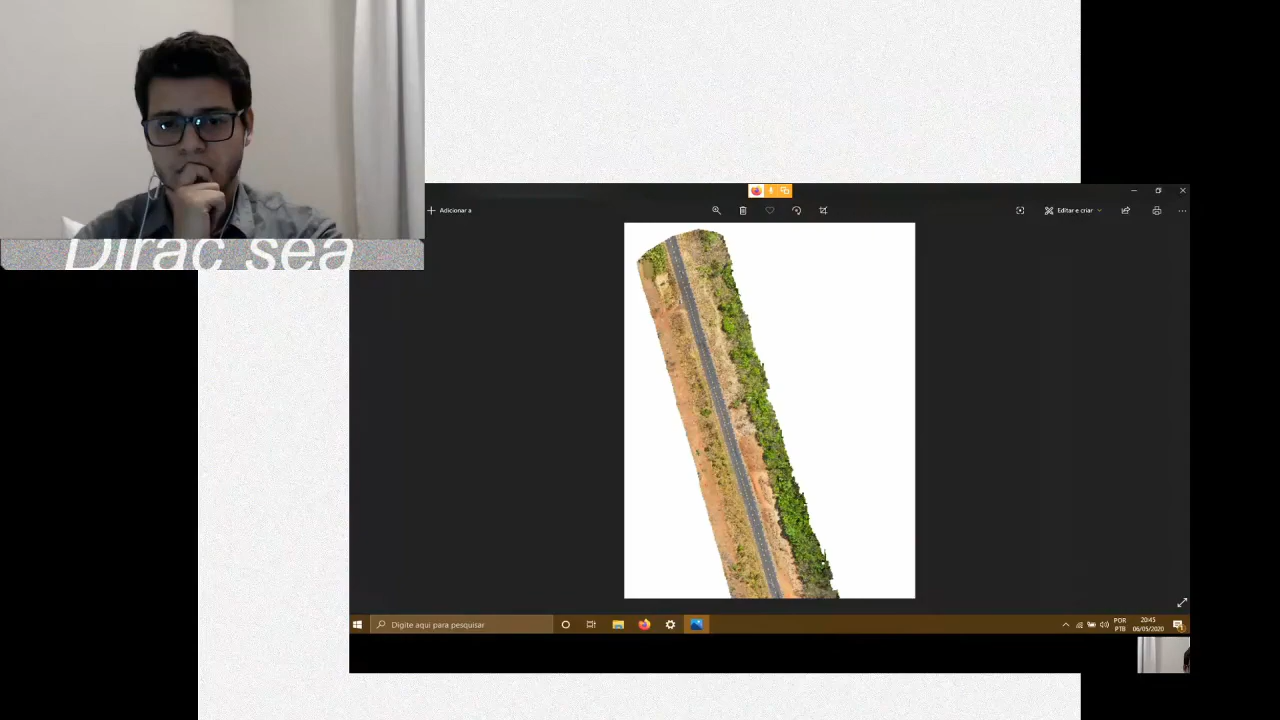 Dirac sea
Adicionar a
Editar e criar
Digite aqui para pesquisar
POR
PTB
20:45
06/05/2020